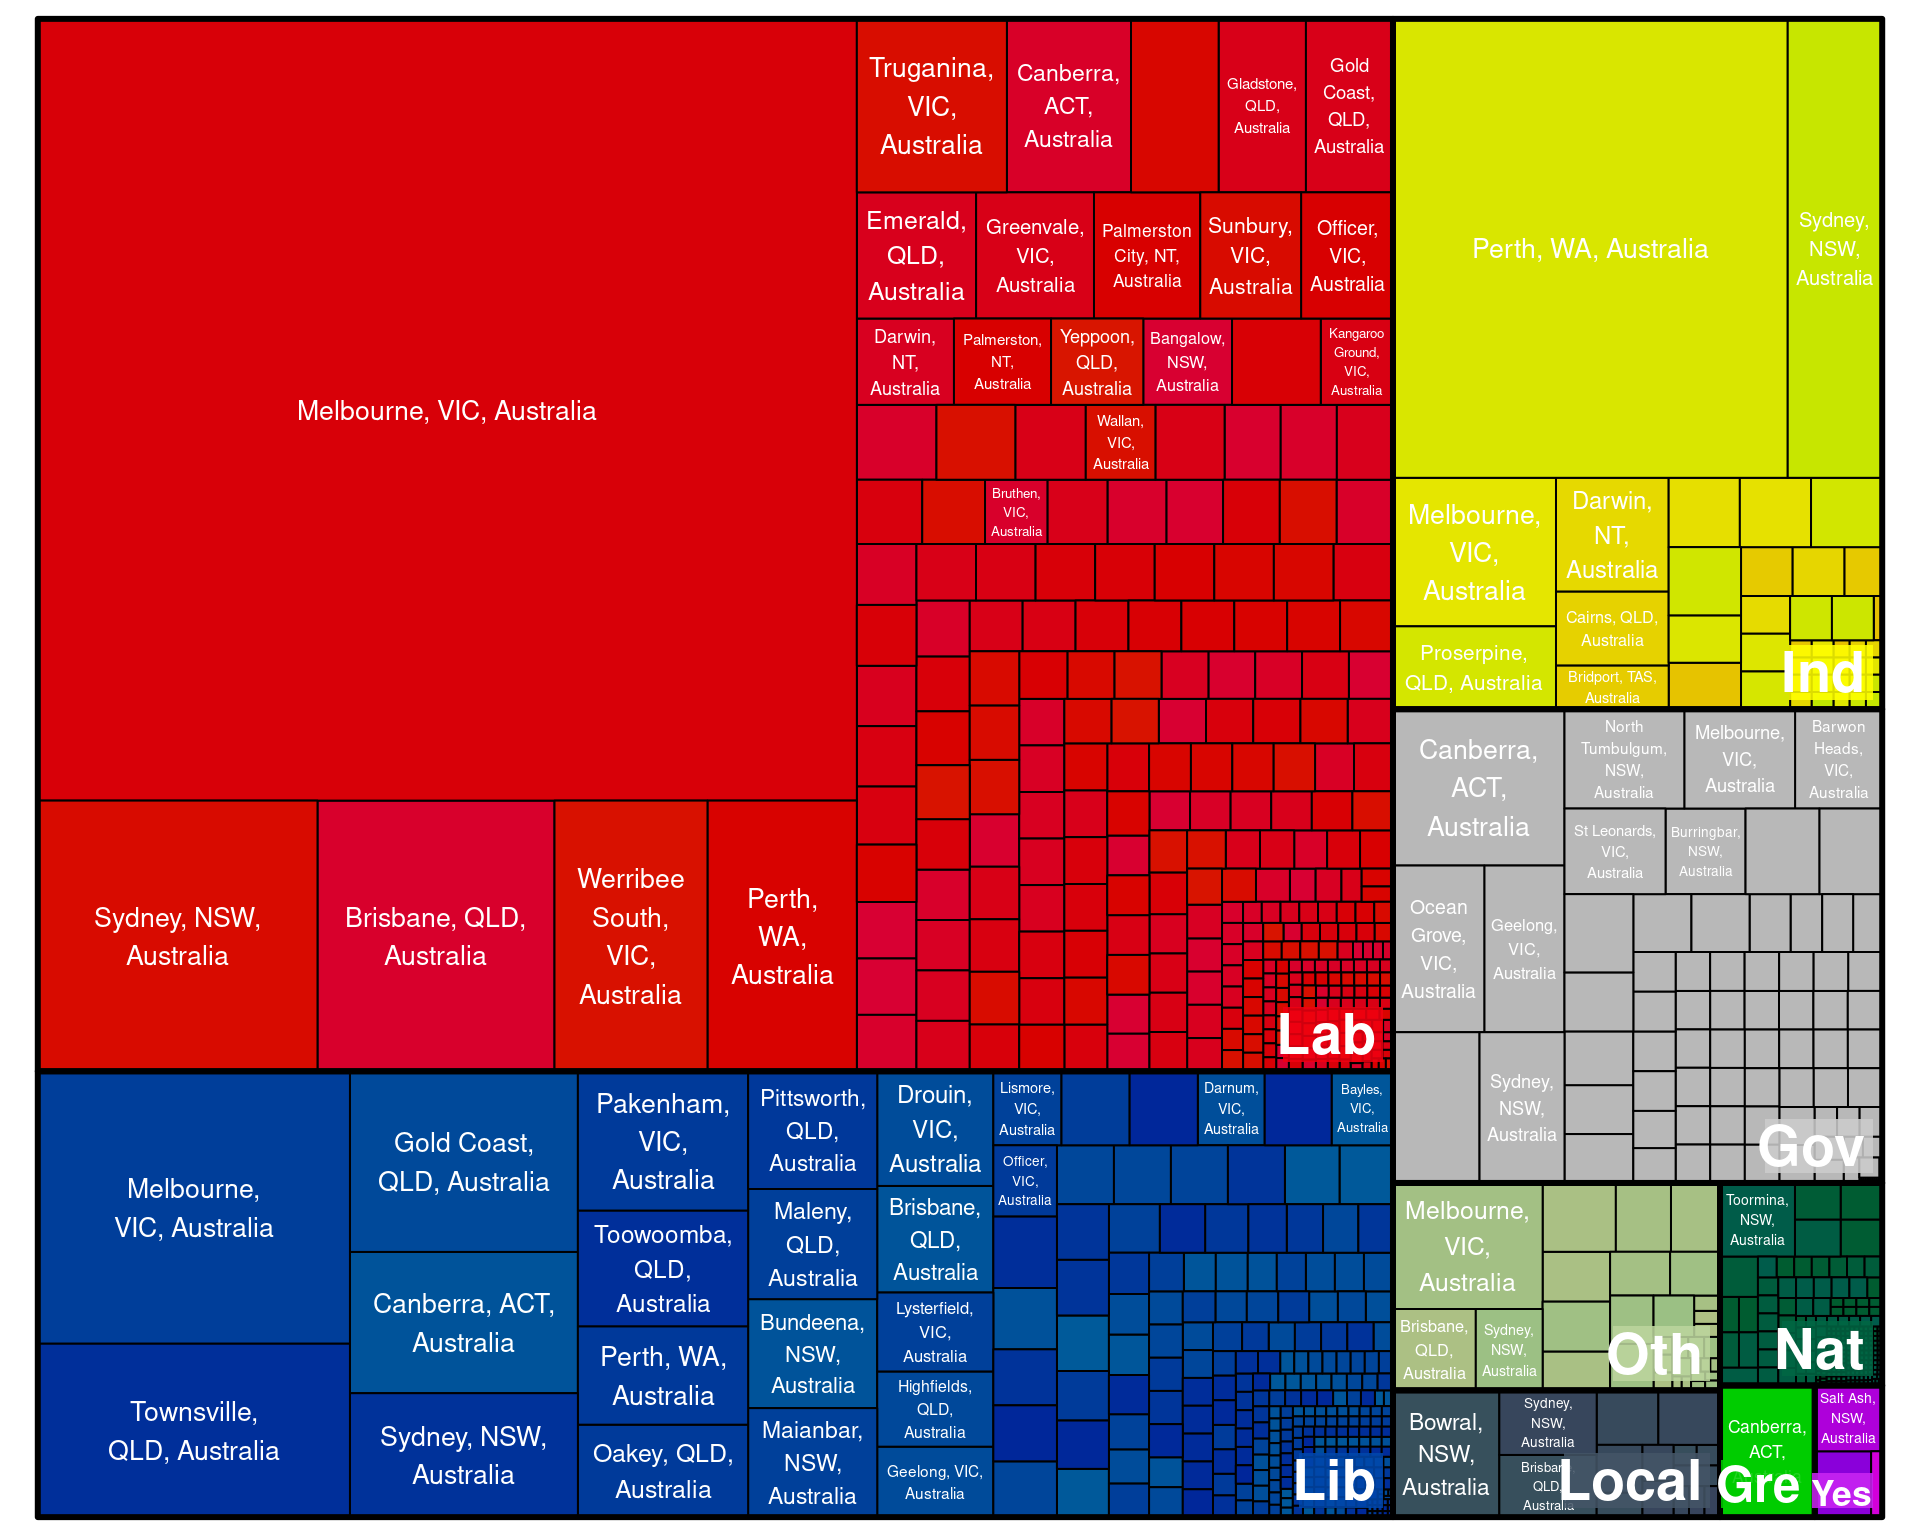 Melbourne, VIC, Australia
Sydney, NSW,
Australia
Brisbane, QLD,
Australia
Werribee
South,
VIC,
Australia
Perth,
WA,
Australia
Truganina,
VIC,
Australia
Canberra,
ACT,
Australia
Gladstone,
QLD,
Australia
Gold
Coast,
QLD,
Australia
Emerald,
QLD,
Australia
Greenvale,
VIC,
Australia
Palmerston
City, NT,
Australia
Sunbury,
VIC,
Australia
Officer,
VIC,
Australia
Darwin,
NT,
Australia
Palmerston,
NT,
Australia
Yeppoon,
QLD,
Australia
Bangalow,
NSW,
Australia
Kangaroo
Ground,
VIC,
Australia
Wallan,
VIC,
Australia
Bruthen,
VIC,
Australia
Lab
Perth, WA, Australia
Sydney,
NSW,
Australia
Melbourne,
VIC,
Australia
Darwin,
NT,
Australia
Cairns, QLD,
Australia
Proserpine,
QLD, Australia
Bridport, TAS,
Australia
Ind
Canberra,
ACT,
Australia
North
Tumbulgum,
NSW,
Australia
Melbourne,
VIC,
Australia
Barwon
Heads,
VIC,
Australia
St Leonards,
VIC,
Australia
Burringbar,
NSW,
Australia
Ocean
Grove,
VIC,
Australia
Geelong,
VIC,
Australia
Sydney,
NSW,
Australia
Gov
Melbourne,
VIC, Australia
Townsville,
QLD, Australia
Gold Coast,
QLD, Australia
Canberra, ACT,
Australia
Sydney, NSW,
Australia
Pakenham,
VIC,
Australia
Toowoomba,
QLD,
Australia
Perth, WA,
Australia
Oakey, QLD,
Australia
Pittsworth,
QLD,
Australia
Maleny,
QLD,
Australia
Bundeena,
NSW,
Australia
Maianbar,
NSW,
Australia
Drouin,
VIC,
Australia
Brisbane,
QLD,
Australia
Lysterfield,
VIC,
Australia
Highfields,
QLD,
Australia
Geelong, VIC,
Australia
Lismore,
VIC,
Australia
Darnum,
VIC,
Australia
Bayles,
VIC,
Australia
Officer,
VIC,
Australia
Lib
Melbourne,
VIC,
Australia
Brisbane,
QLD,
Australia
Sydney,
NSW,
Australia
Oth
Toormina,
NSW,
Australia
Nat
Bowral,
NSW,
Australia
Sydney,
NSW,
Australia
Brisbane,
QLD,
Australia
Local
Canberra,
ACT,
Gre
Salt Ash,
NSW,
Australia
Yes